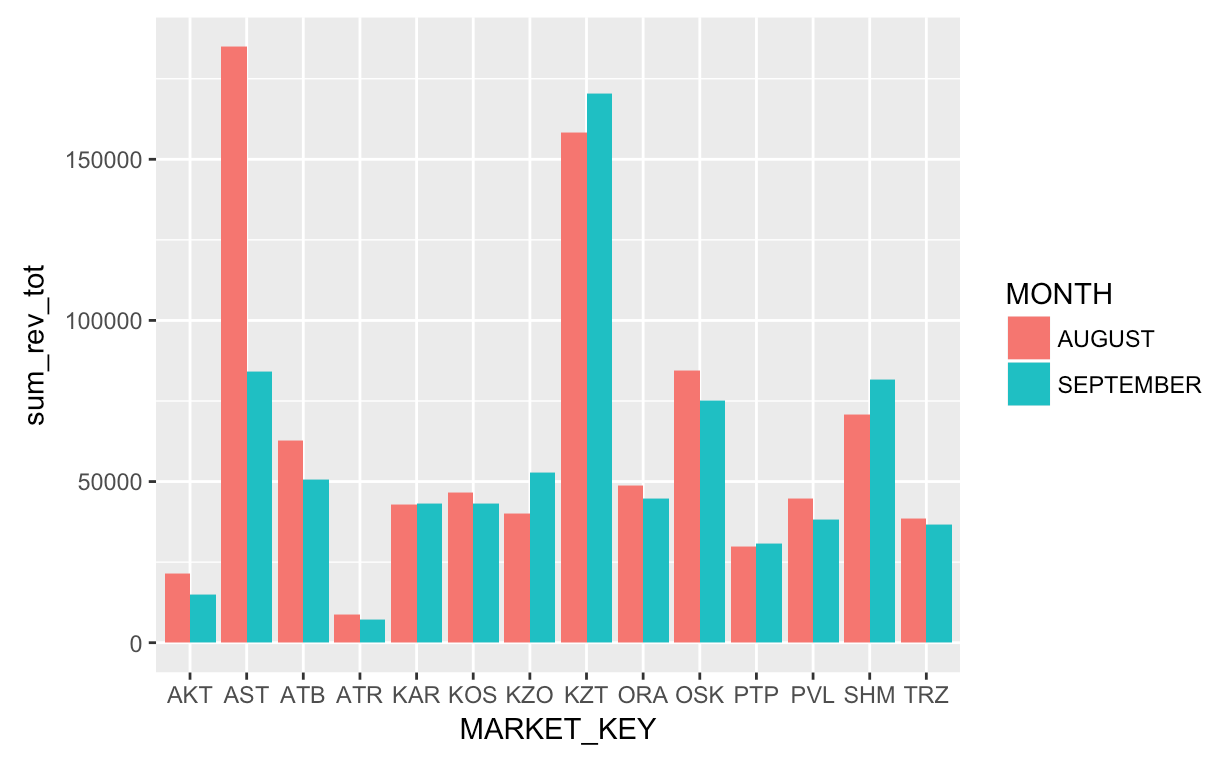 sum_rev_tot
150000
100000
50000
0
AKT AST ATB ATR KAR KOS KZO KZT ORA OSK PTP PVL SHM TRZ
MARKET_KEY
MONTH
AUGUST
SEPTEMBER